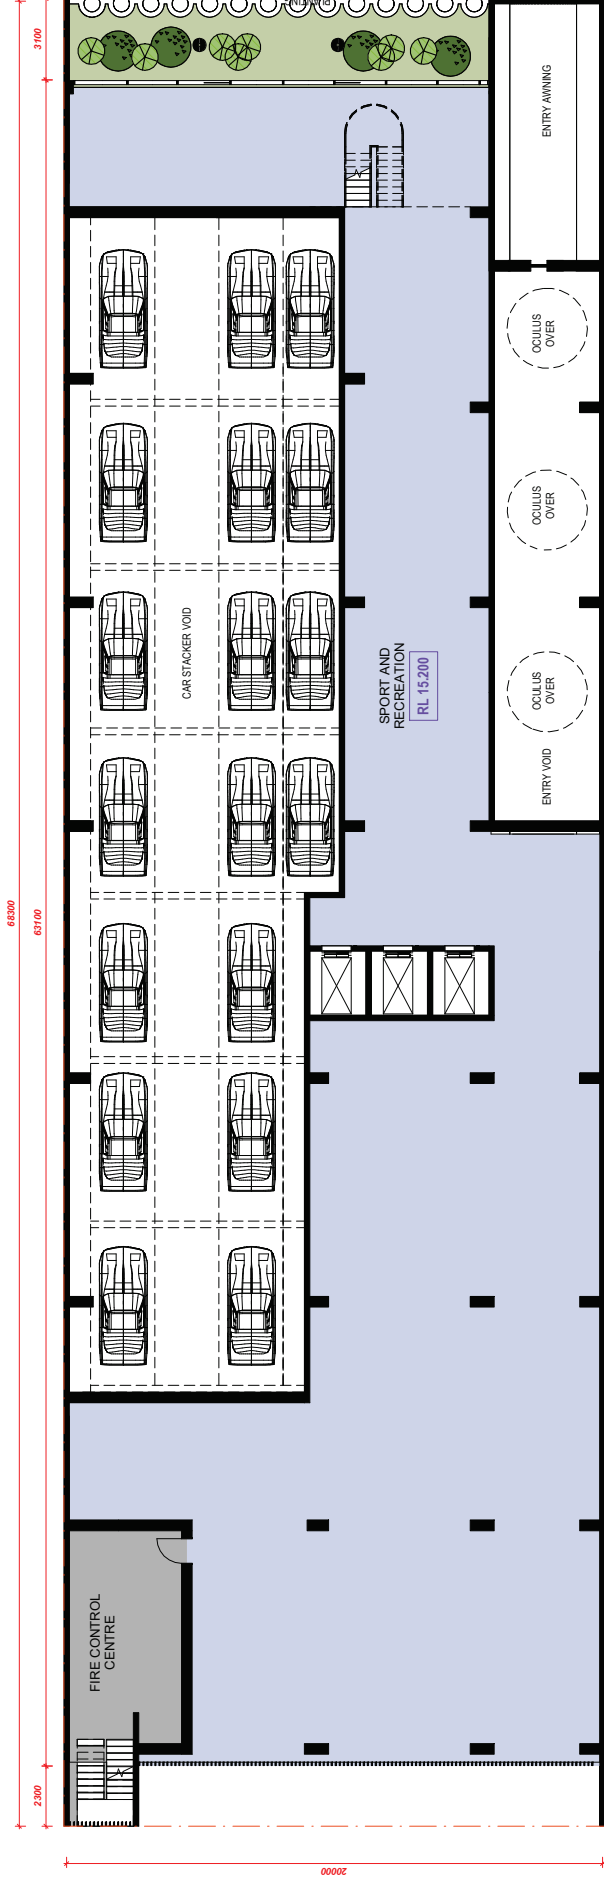 PLANTING
3100
ENTRY AWNING
OCULUS
OVER
OCULUS
OVER
CAR STACKER VOID
SPORT AND
RECREATION
RL 15.200
OCULUS
OVER
ENTRY VOID
68300
63100
FIRE CONTROL
CENTRE
2300
20000